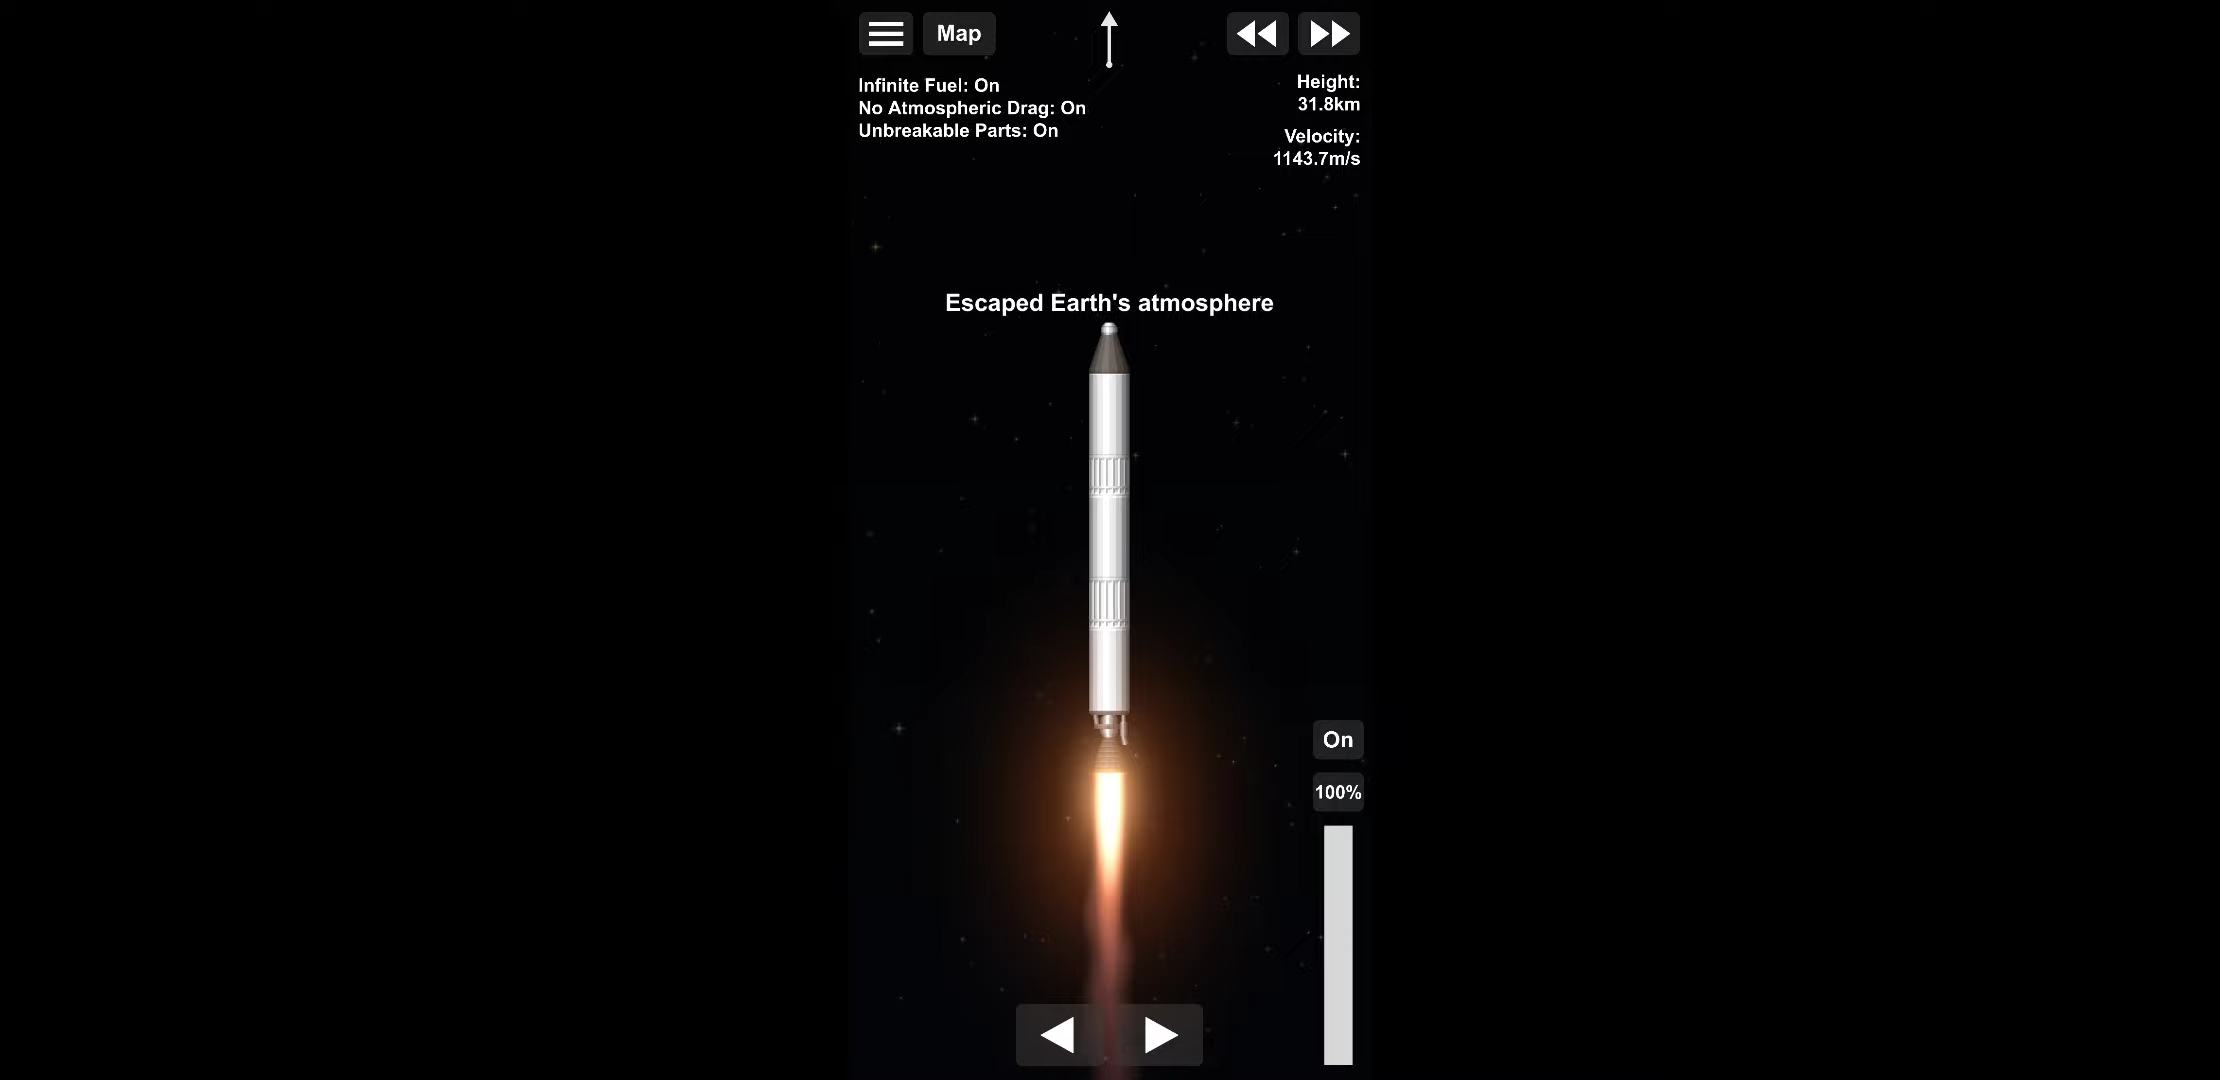 Map
Infinite Fuel: On
No Atmospheric Drag: On
Unbreakable Parts: On
Height:
31.8km
Velocity:
1143.7m/s
Escaped Earth's atmosphere
On
100%